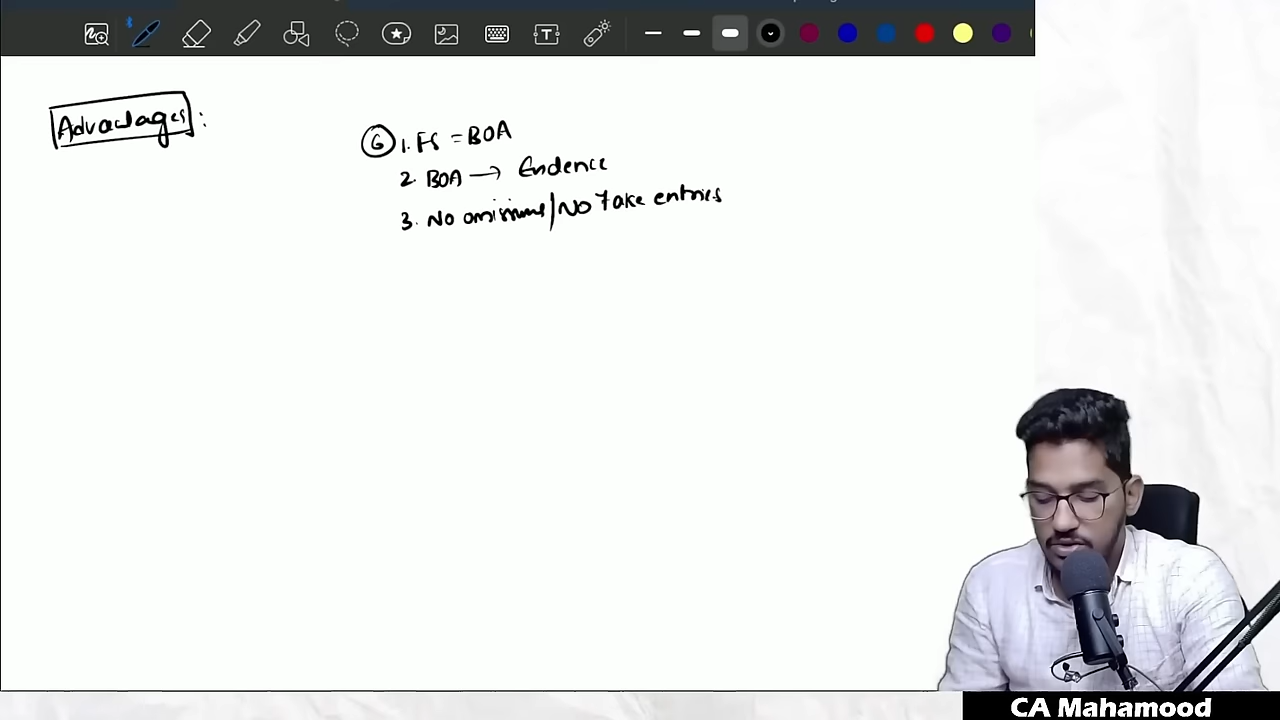 Advantages:
6 1. FS = BOA
2. BOA → Evidence
3. No omissions/No fake entries
CA Mahamood